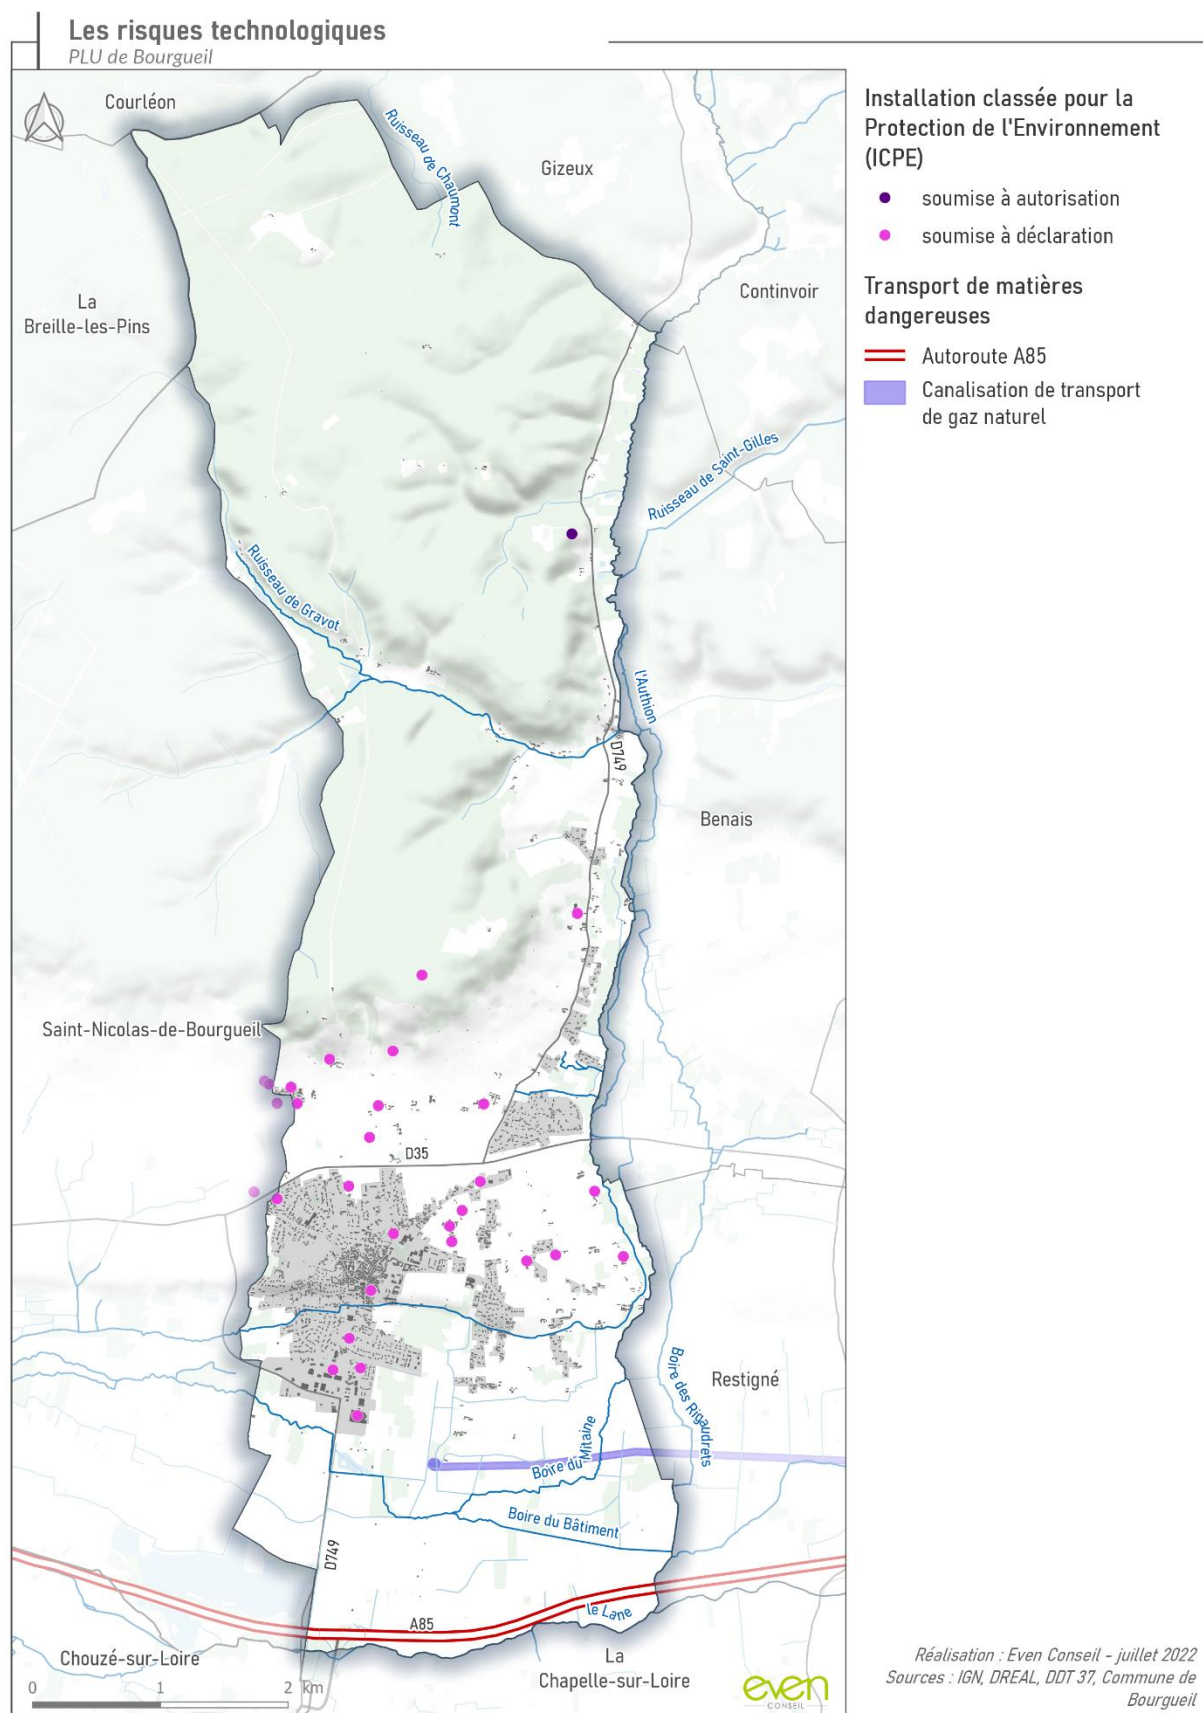 Les risques technologiques
PLU de Bourgueil
Courléon
Ruisseau de Chaumont
Gizeux
La
Breille-les-Pins
Continvoir
Ruisseau de Saint-Gilles
Ruisseau de Gravot
l'Authion
D749
Benais
Saint-Nicolas-de-Bourgueil
D35
Restigné
Boire des Rigaudrets
Boire du Mitaine
Boire du Bâtiment
D749
le Lane
A85
Chouzé-sur-Loire
La
Chapelle-sur-Loire
0 1 2 km
even
CONSEIL
Installation classée pour la
Protection de l'Environnement
(ICPE)
soumise à autorisation
soumise à déclaration
Transport de matières
dangereuses
Autoroute A85
Canalisation de transport
de gaz naturel
Réalisation : Even Conseil - juillet 2022
Sources : IGN, DREAL, DDT 37, Commune de
Bourgueil